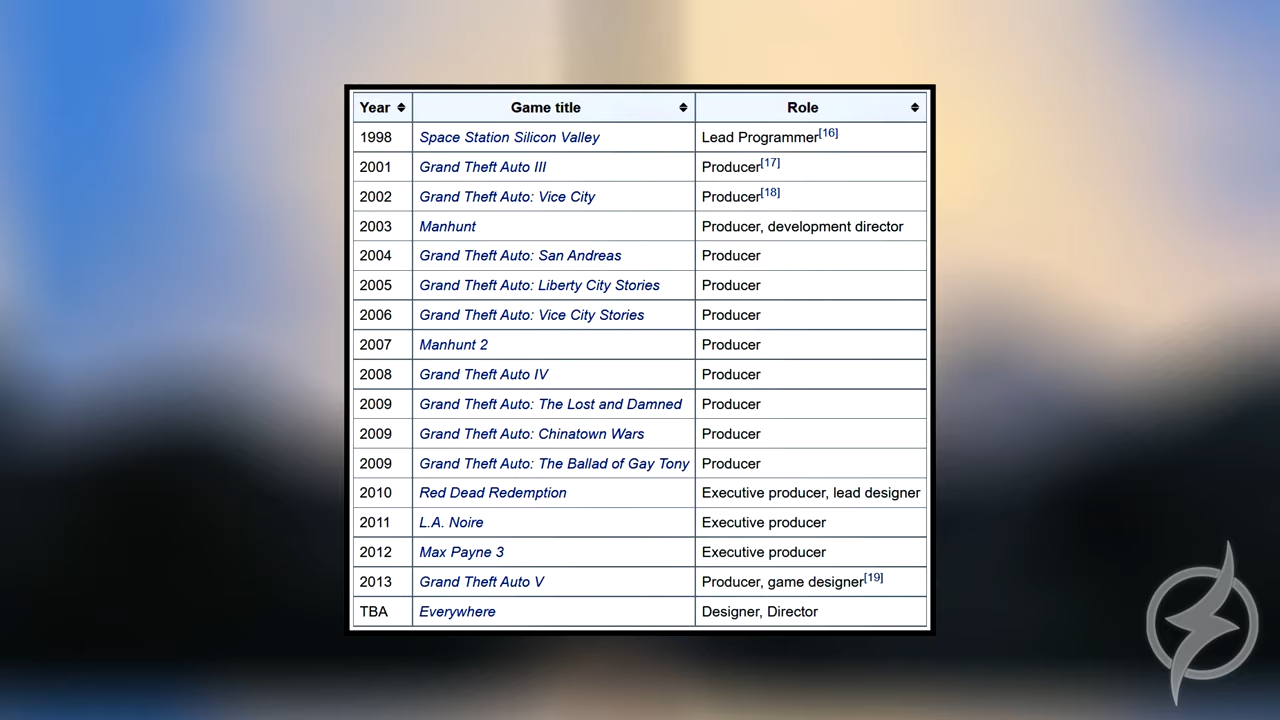 Year Game title Role
1998 Space Station Silicon Valley Lead Programmer[16]
2001 Grand Theft Auto III Producer[17]
2002 Grand Theft Auto: Vice City Producer[18]
2003 Manhunt Producer, development director
2004 Grand Theft Auto: San Andreas Producer
2005 Grand Theft Auto: Liberty City Stories Producer
2006 Grand Theft Auto: Vice City Stories Producer
2007 Manhunt 2 Producer
2008 Grand Theft Auto IV Producer
2009 Grand Theft Auto: The Lost and Damned Producer
2009 Grand Theft Auto: Chinatown Wars Producer
2009 Grand Theft Auto: The Ballad of Gay Tony Producer
2010 Red Dead Redemption Executive producer, lead designer
2011 L.A. Noire Executive producer
2012 Max Payne 3 Executive producer
2013 Grand Theft Auto V Producer, game designer[19]
TBA Everywhere Designer, Director